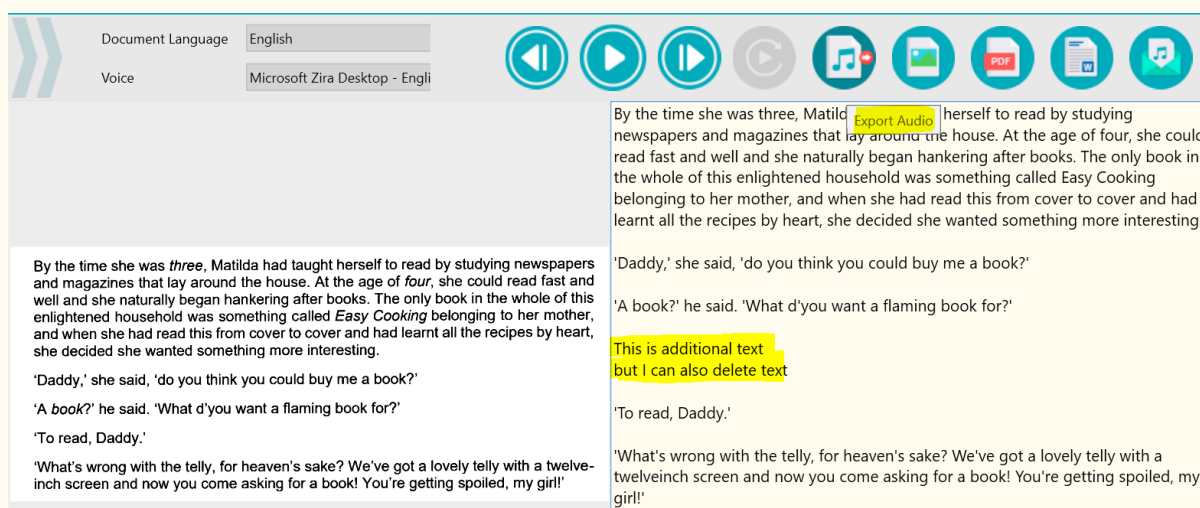 Document Language English
Voice Microsoft Zira Desktop - Engli
PDF
W
Export Audio
By the time she was three, Matilda had taught herself to read by studying newspapers
and magazines that lay around the house. At the age of four, she could read fast and
well and she naturally began hankering after books. The only book in the whole of this
enlightened household was something called Easy Cooking belonging to her mother,
and when she had read this from cover to cover and had learnt all the recipes by heart,
she decided she wanted something more interesting.
‘Daddy,’ she said, ‘do you think you could buy me a book?’
‘A book?’ he said. ‘What d’you want a flaming book for?’
‘To read, Daddy.’
‘What’s wrong with the telly, for heaven’s sake? We’ve got a lovely telly with a twelve-
inch screen and now you come asking for a book! You’re getting spoiled, my girl!’
By the time she was three, Matild herself to read by studying
newspapers and magazines that lay around the house. At the age of four, she could
read fast and well and she naturally began hankering after books. The only book in
the whole of this enlightened household was something called Easy Cooking
belonging to her mother, and when she had read this from cover to cover and had
learnt all the recipes by heart, she decided she wanted something more interesting
'Daddy,' she said, 'do you think you could buy me a book?'
'A book?' he said. 'What d'you want a flaming book for?'
This is additional text
but I can also delete text
'To read, Daddy.'
'What's wrong with the telly, for heaven's sake? We've got a lovely telly with a
twelveinch screen and now you come asking for a book! You're getting spoiled, my
girl!'